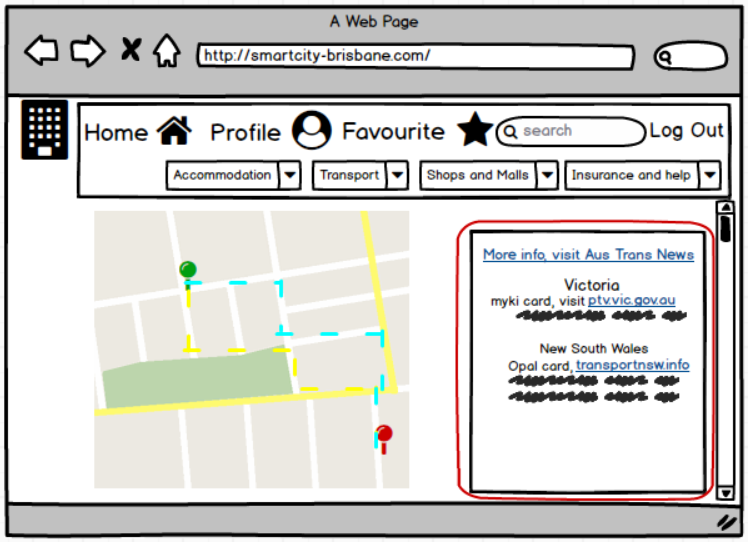 A Web Page
http://smartcity-brisbane.com/
Home Profile Favourite search Log Out
Accommodation Transport Shops and Malls Insurance and help
More info, visit Aus Trans News
Victoria
myki card, visit ptv.vic.gov.au
New South Wales
Opal card, transportnsw.info